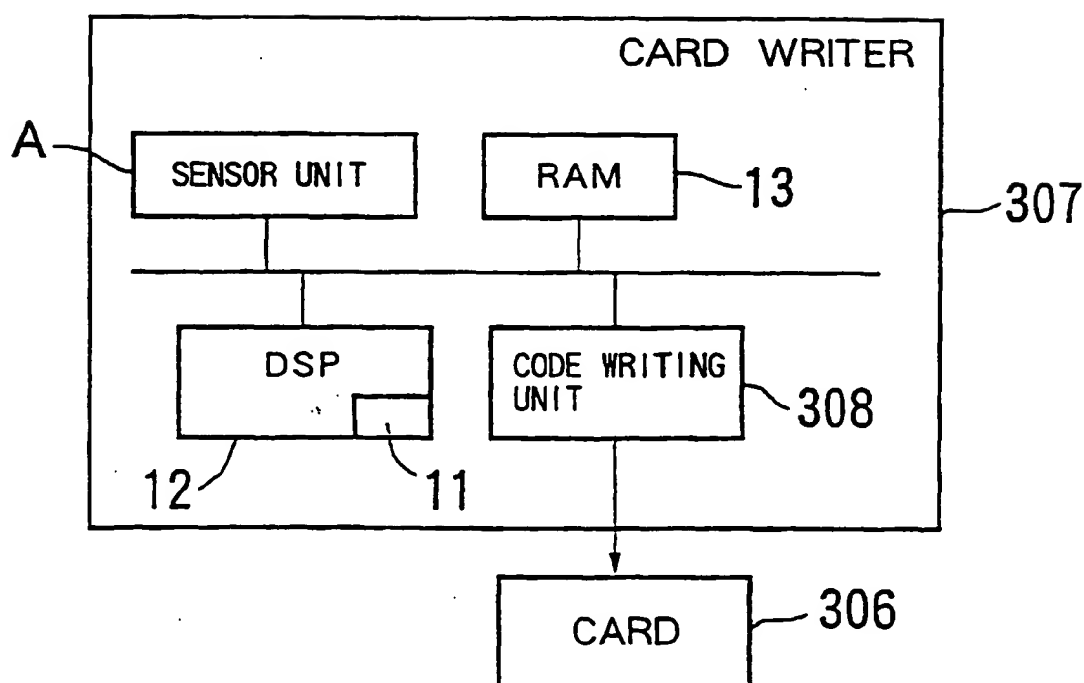 CARD WRITER
A
SENSOR UNIT
RAM
13
307
DSP
CODE WRITING
UNIT
308
12
11
CARD
306